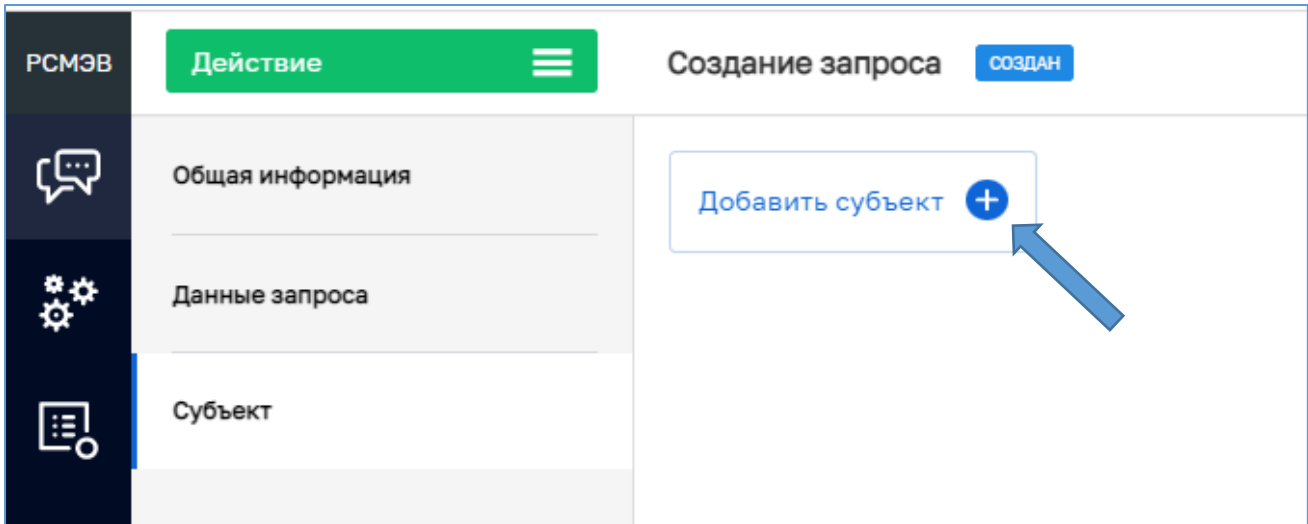 РСМЭВ
Действие
Создание запроса
СОЗДАН
Общая информация
Данные запроса
Субъект
Добавить субъект